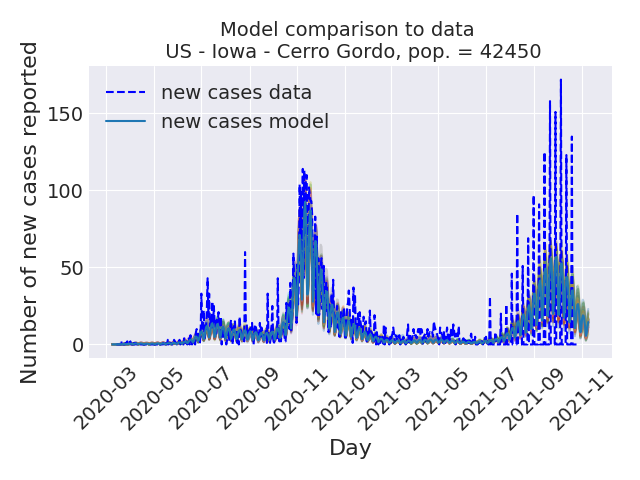 Model comparison to data
US - Iowa - Cerro Gordo, pop. = 42450
Number of new cases reported
new cases data
new cases model
150
100
50
0
2020-03
2020-05
2020-07
2020-09
2020-11
2021-01
2021-03
2021-05
2021-07
2021-09
2021-11
Day